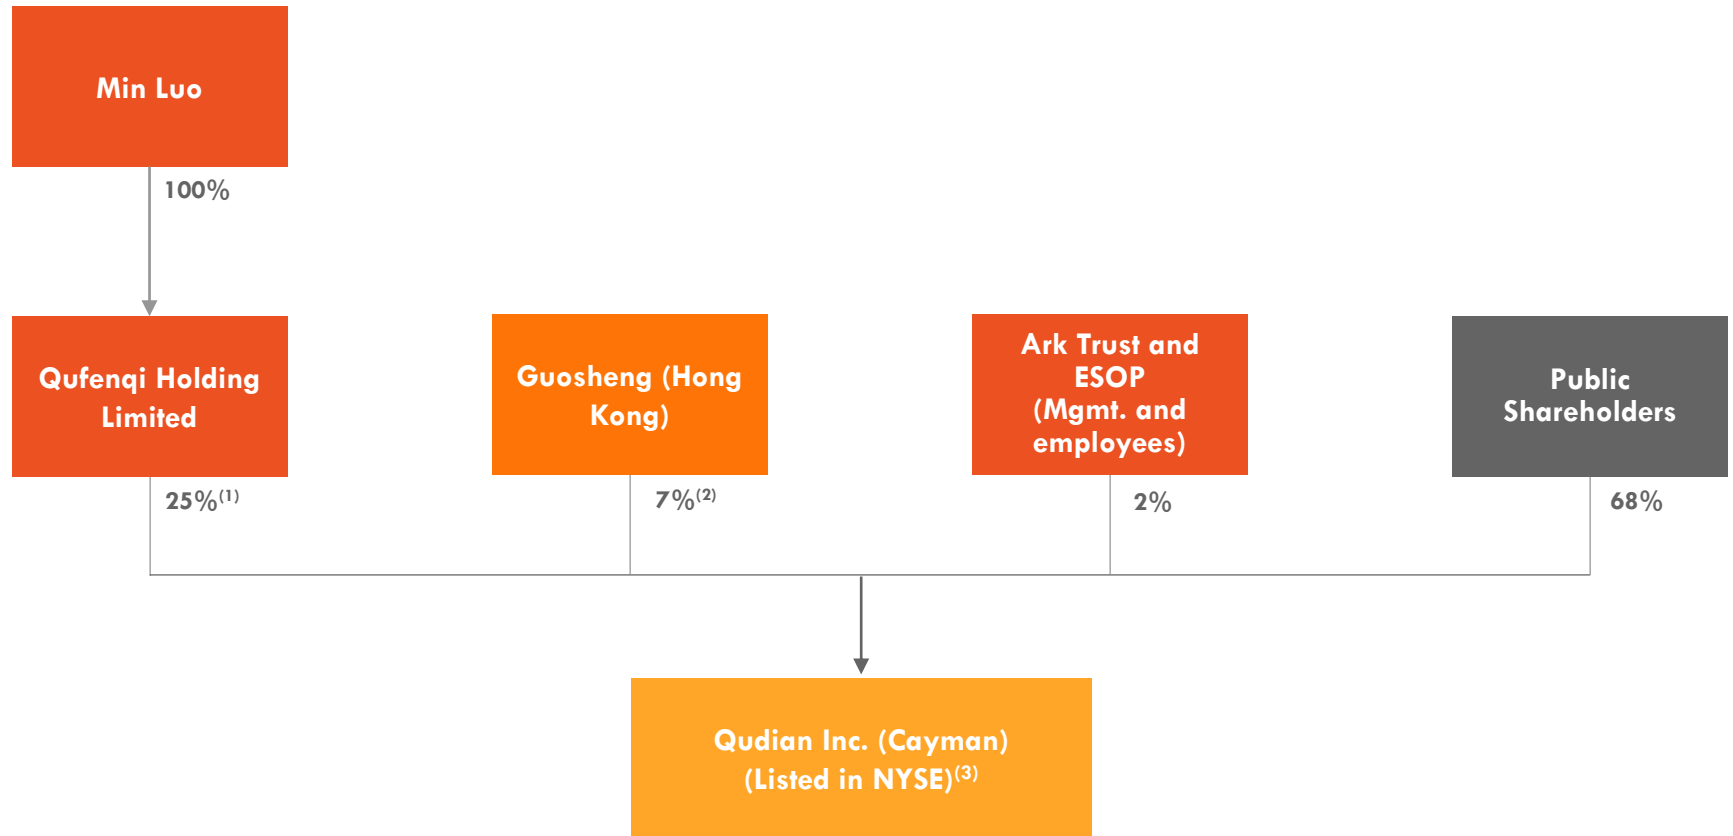 Min Luo
100%
Qufenqi Holding
Limited
Guosheng (Hong
Kong)
Ark Trust and
ESOP
(Mgmt. and
employees)
Public
Shareholders
25%(1)
7%(2)
2%
68%
Qudian Inc. (Cayman)
(Listed in NYSE)(3)